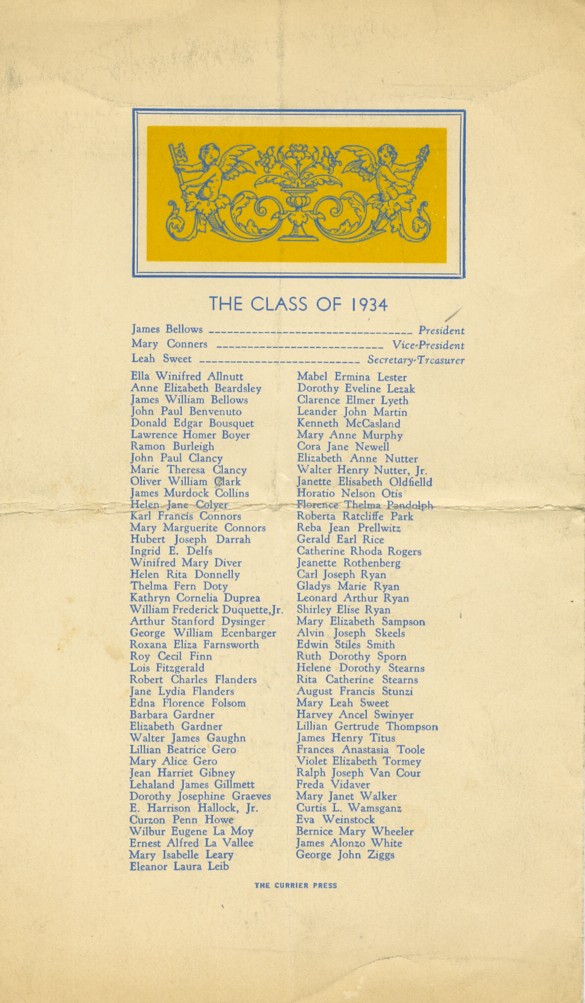 THE CLASS OF 1934
James Bellows President
Mary Conners Vice-President
Leah Sweet Secretary-Treasurer
Ella Winifred Allnutt
Anne Elizabeth Beardsley
James William Bellows
John Paul Benvenuto
Donald Edgar Bousquet
Lawrence Homer Boyer
Ramon Burleigh
John Paul Clancy
Marie Theresa Clancy
Oliver William Clark
James Murdock Collins
Helen Jane Colyer
Karl Francis Connors
Mary Marguerite Connors
Hubert Joseph Darrah
Ingrid E. Delfs
Winifred Mary Diver
Helen Rita Donnelly
Thelma Fern Doty
Kathryn Cornelia Duprea
William Frederick Duquette, Jr.
Arthur Stanford Dysinger
George William Ecenbarger
Roxana Eliza Farnsworth
Roy Cecil Finn
Lois Fitzgerald
Robert Charles Flanders
Jane Lydia Flanders
Edna Florence Folsom
Barbara Gardner
Elizabeth Gardner
Walter James Gaughn
Lillian Beatrice Gero
Mary Alice Gero
Jean Harriet Gibney
Lehaland James Gillmett
Dorothy Josephine Graeves
E. Harrison Hallock, Jr.
Curzon Penn Howe
Wilbur Eugene La Moy
Ernest Alfred La Vallee
Mary Isabelle Leary
Eleanor Laura Leib
Mabel Ermina Lester
Dorothy Eveline Lezak
Clarence Elmer Lyeth
Leander John Martin
Kenneth McCasland
Mary Anne Murphy
Cora Jane Newell
Elizabeth Anne Nutter
Walter Henry Nutter, Jr.
Janette Elisabeth Oldfielld
Horatio Nelson Otis
Florence Thelma Pandolph
Roberta Ratcliffe Park
Reba Jean Prellwitz
Gerald Earl Rice
Catherine Rhoda Rogers
Jeanette Rothenberg
Carl Joseph Ryan
Gladys Marie Ryan
Leonard Arthur Ryan
Shirley Elise Ryan
Mary Elizabeth Sampson
Alvin Joseph Skeels
Edwin Stiles Smith
Ruth Dorothy Sporn
Helene Dorothy Stearns
Rita Catherine Stearns
August Francis Stunzi
Mary Leah Sweet
Harvey Ancel Swinyer
Lillian Gertrude Thompson
James Henry Titus
Frances Anastasia Toole
Violet Elizabeth Tormey
Ralph Joseph Van Cour
Freda Vidaver
Mary Janet Walker
Curtis L. Wamsganz
Eva Weinstock
Bernice Mary Wheeler
James Alonzo White
George John Ziggs
THE CURRIER PRESS